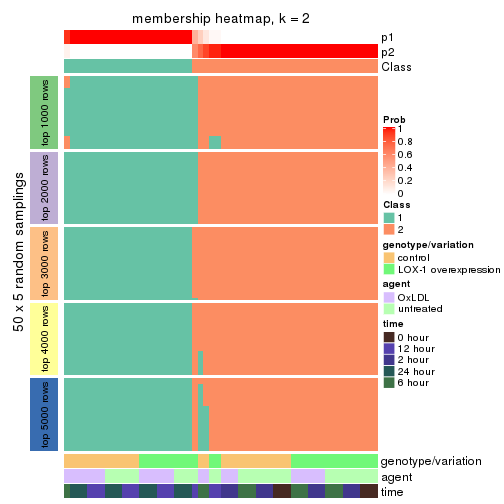 membership heatmap, k = 2
p1
p2
Class
50 x 5 random samplings
top 1000 rows
top 2000 rows
top 3000 rows
top 4000 rows
top 5000 rows
Prob
1
0.8
0.6
0.4
0.2
0
Class
1
2
genotype/variation
control
LOX-1 overexpression
agent
OxLDL
untreated
time
0 hour
12 hour
2 hour
24 hour
6 hour
genotype/variation
agent
time